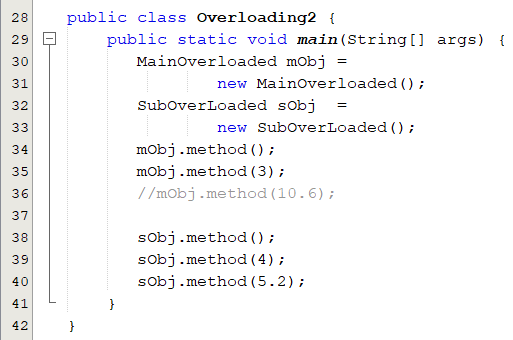 28 public class Overloading2 {
29 public static void main(String[] args) {
30 MainOverloaded mObj =
31 new MainOverloaded();
32 SubOverLoaded sObj  =
33 new SubOverLoaded();
34 mObj.method();
35 mObj.method(3);
36 //mObj.method(10.6);
37
38 sObj.method();
39 sObj.method(4);
40 sObj.method(5.2);
41 }
42 }